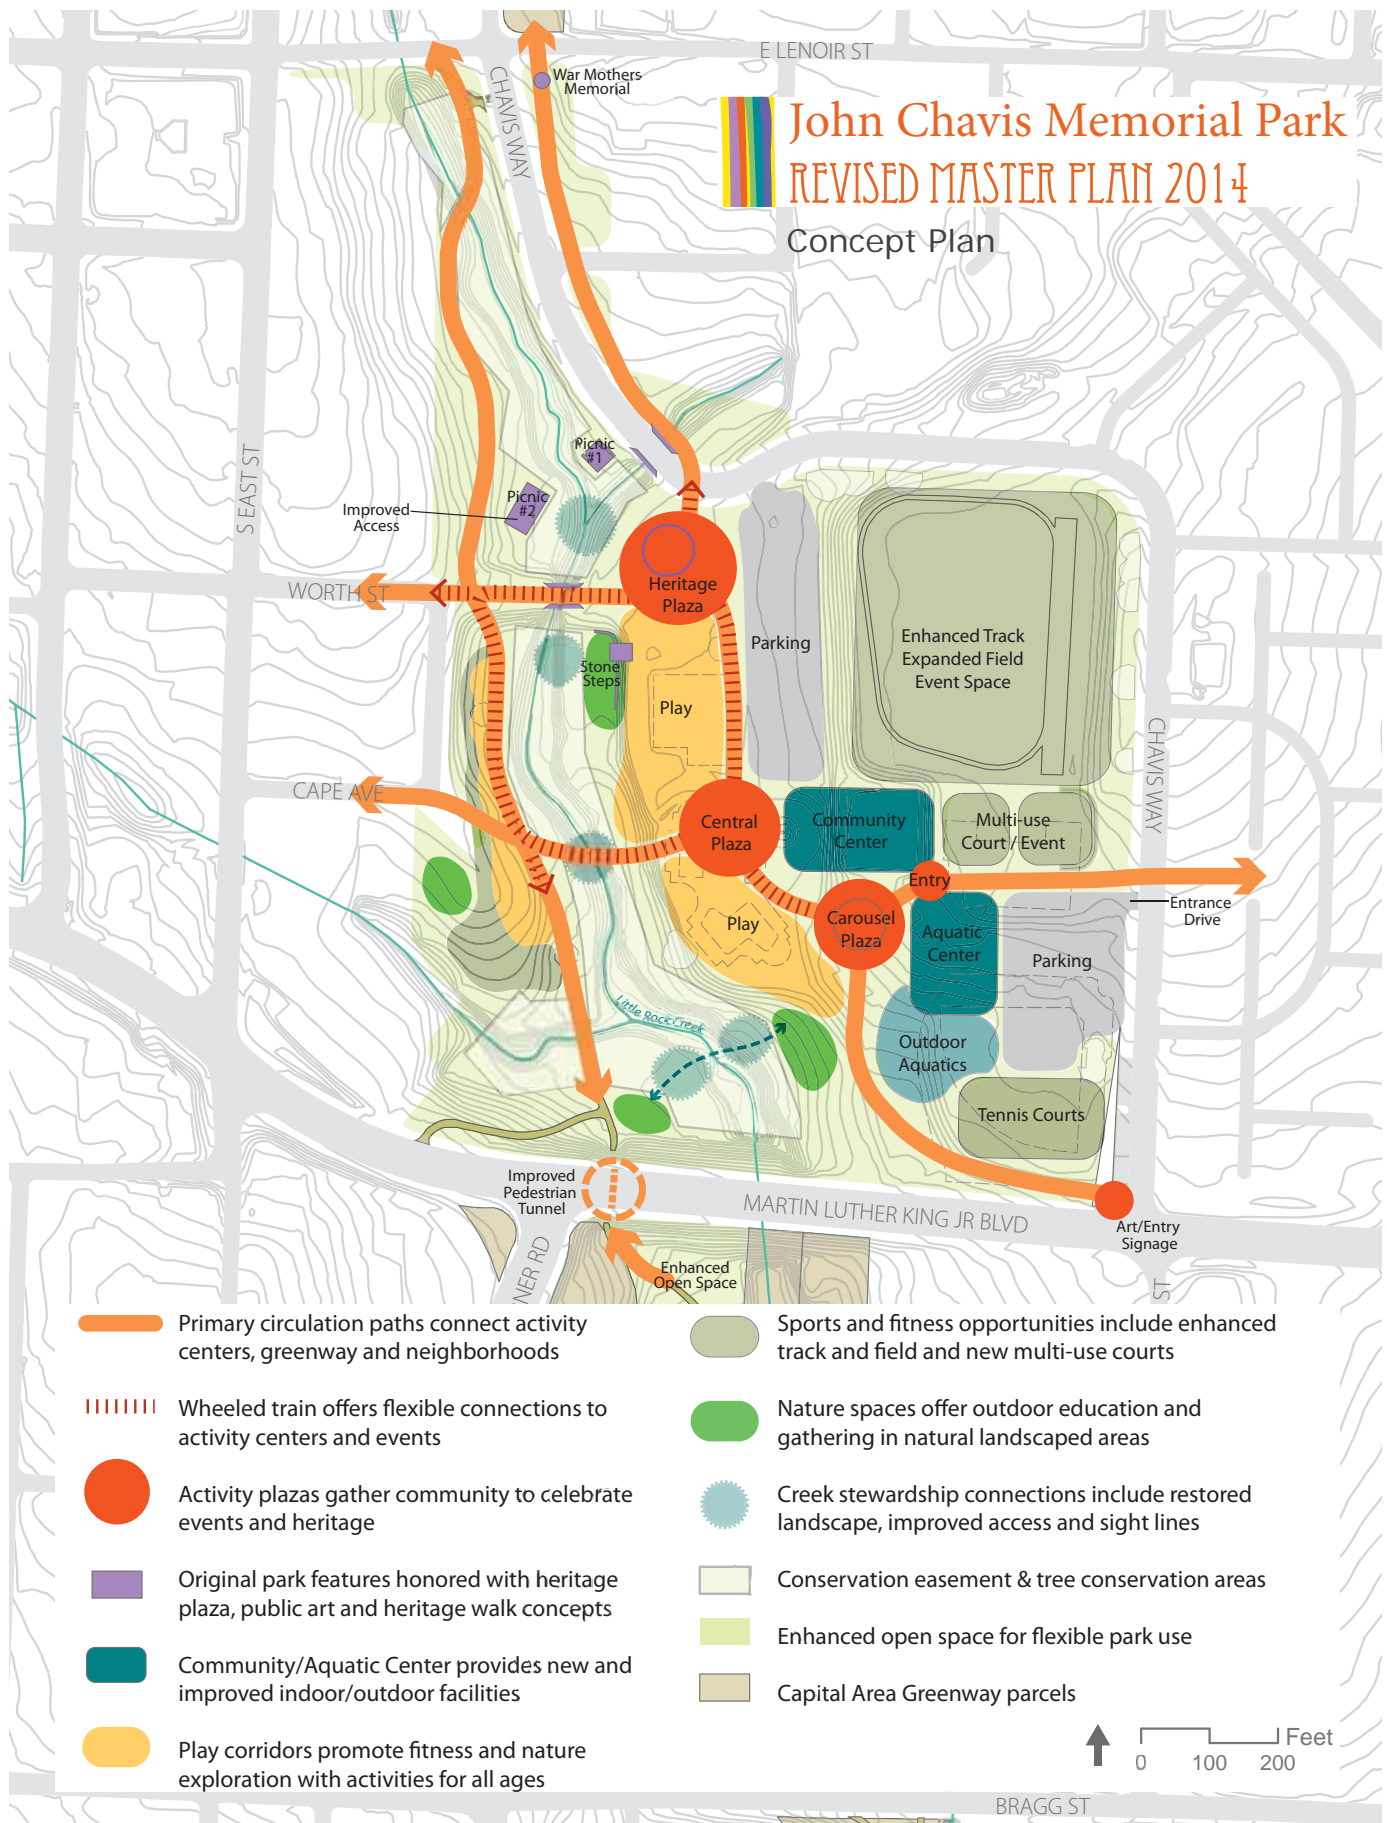 E LENOIR ST
War Mothers
Memorial
CHAVIS WAY
John Chavis Memorial Park
REVISED MASTER PLAN 2014
Concept Plan
S EAST ST
Picnic
#1
Picnic
#2
Improved
Access
WORTH ST
Heritage
Plaza
Parking
Enhanced Track
Expanded Field
Event Space
Stone
Steps
Play
CHAVIS WAY
CAPE AVE
Central
Plaza
Community
Center
Multi-use
Court / Event
Entry
Entrance
Drive
Carousel
Plaza
Play
Aquatic
Center
Parking
Little Rock Creek
Outdoor
Aquatics
Tennis Courts
Improved
Pedestrian
Tunnel
MARTIN LUTHER KING JR BLVD
Art/Entry
Signage
NER RD
Enhanced
Open Space
ST
Primary circulation paths connect activity
centers, greenway and neighborhoods
Wheeled train offers flexible connections to
activity centers and events
Activity plazas gather community to celebrate
events and heritage
Original park features honored with heritage
plaza, public art and heritage walk concepts
Community/Aquatic Center provides new and
improved indoor/outdoor facilities
Play corridors promote fitness and nature
exploration with activities for all ages
Sports and fitness opportunities include enhanced
track and field and new multi-use courts
Nature spaces offer outdoor education and
gathering in natural landscaped areas
Creek stewardship connections include restored
landscape, improved access and sight lines
Conservation easement & tree conservation areas
Enhanced open space for flexible park use
Capital Area Greenway parcels
Feet
0 100 200
BRAGG ST